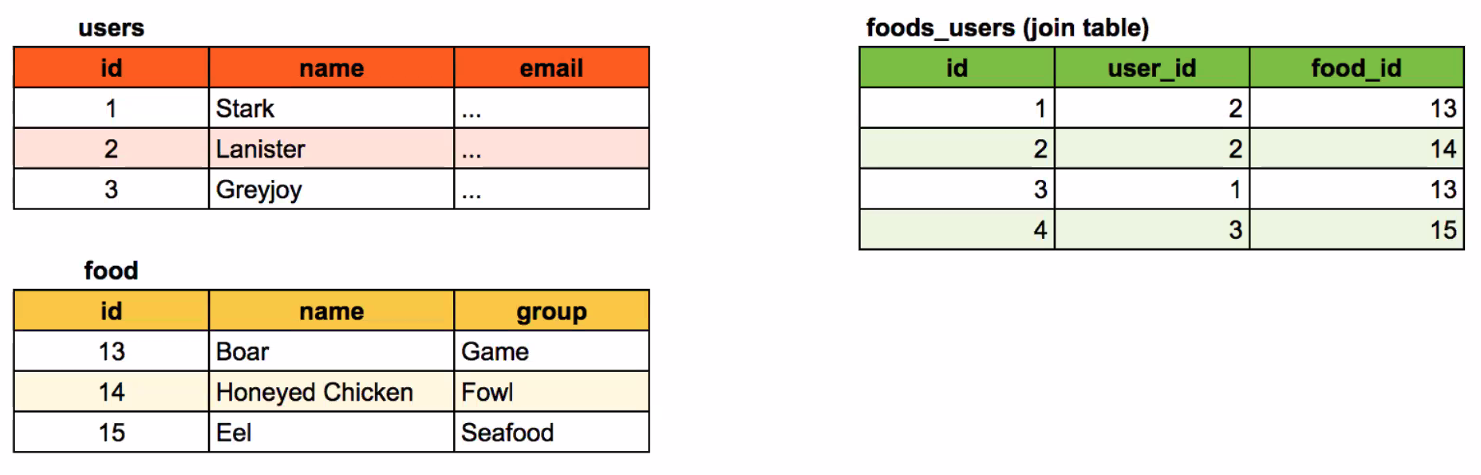 users
id name email
1 Stark ...
2 Lanister ...
3 Greyjoy ...
food
id name group
13 Boar Game
14 Honeyed Chicken Fowl
15 Eel Seafood
foods_users (join table)
id user_id food_id
1 2 13
2 2 14
3 1 13
4 3 15